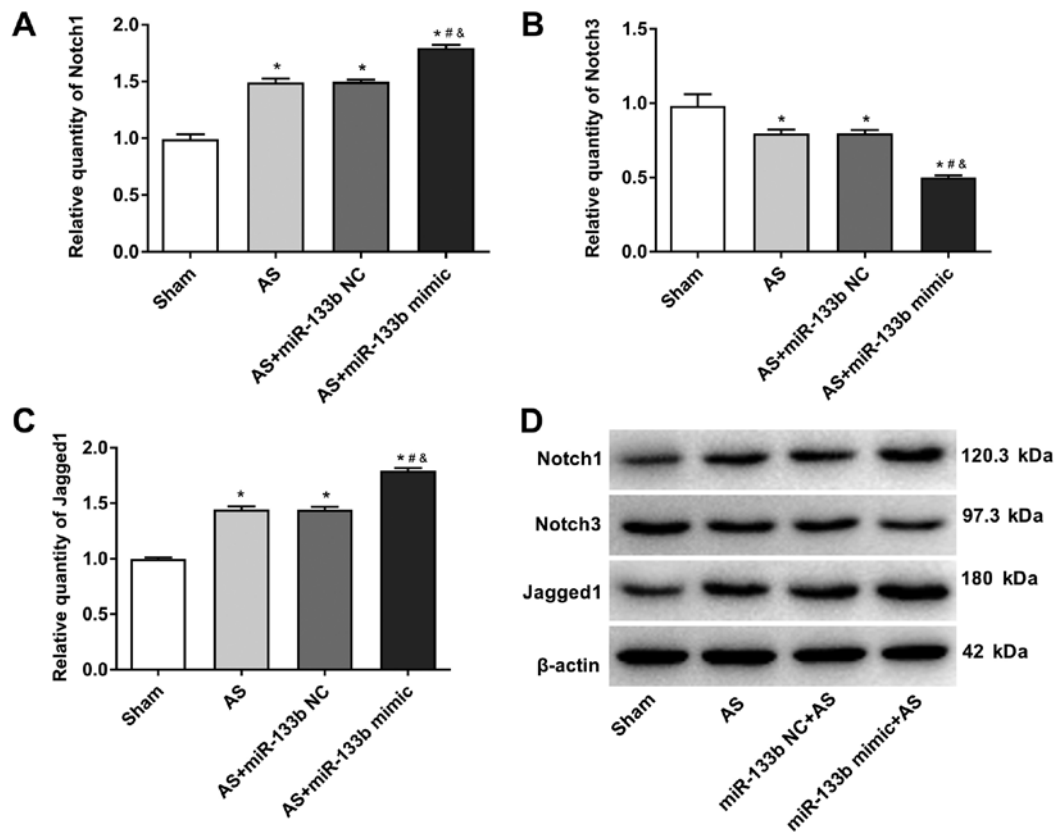 A
Relative quantity of Notch1
2.0
1.5
1.0
0.5
0.0
*
*
* # &
Sham
AS
AS+miR-133b NC
AS+miR-133b mimic
B
Relative quantity of Notch3
1.5
1.0
0.5
0.0
*
*
* # &
Sham
AS
AS+miR-133b NC
AS+miR-133b mimic
C
Relative quantity of Jagged1
2.0
1.5
1.0
0.5
0.0
*
*
* # &
Sham
AS
AS+miR-133b NC
AS+miR-133b mimic
D
Notch1
120.3 kDa
Notch3
97.3 kDa
Jagged1
180 kDa
β-actin
42 kDa
Sham
AS
miR-133b NC+AS
miR-133b mimic+AS